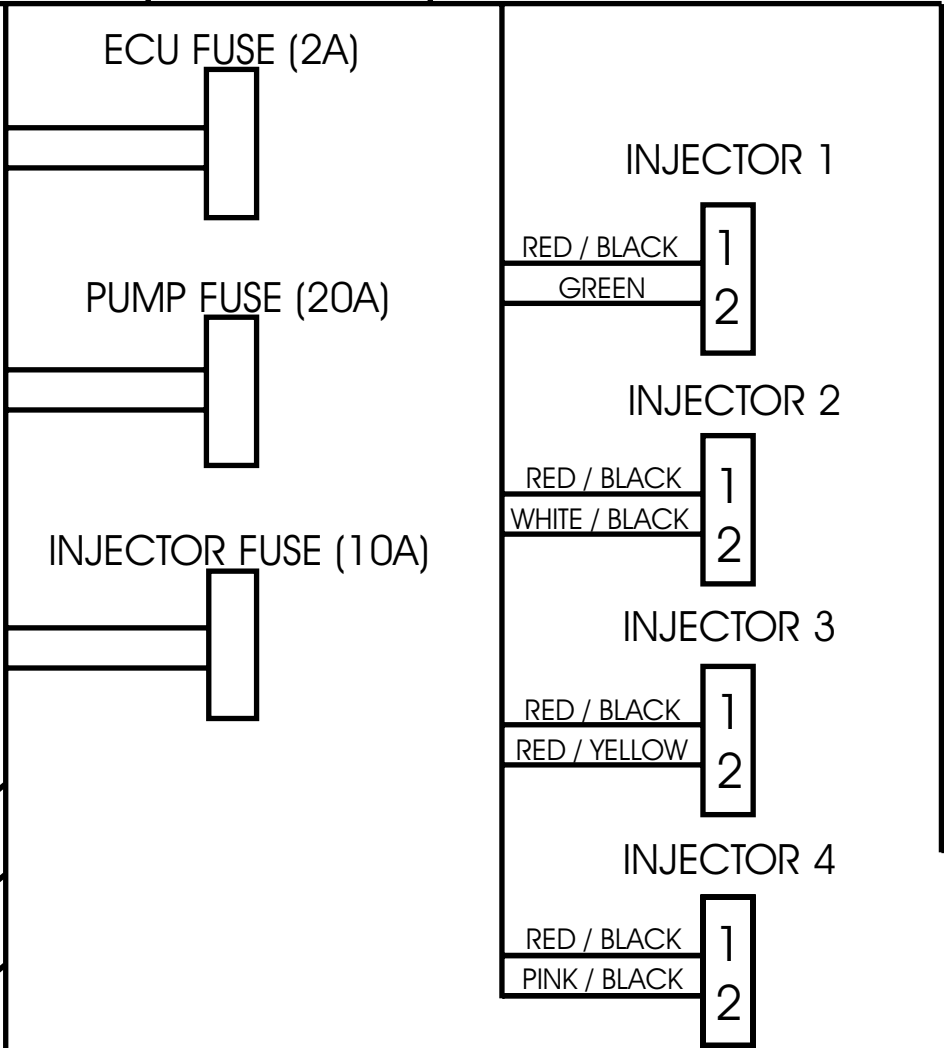 ECU FUSE (2A)
PUMP FUSE (20A)
INJECTOR FUSE (10A)
INJECTOR 1
RED / BLACK
1
GREEN
2
INJECTOR 2
RED / BLACK
1
WHITE / BLACK
2
INJECTOR 3
RED / BLACK
1
RED / YELLOW
2
INJECTOR 4
RED / BLACK
1
PINK / BLACK
2